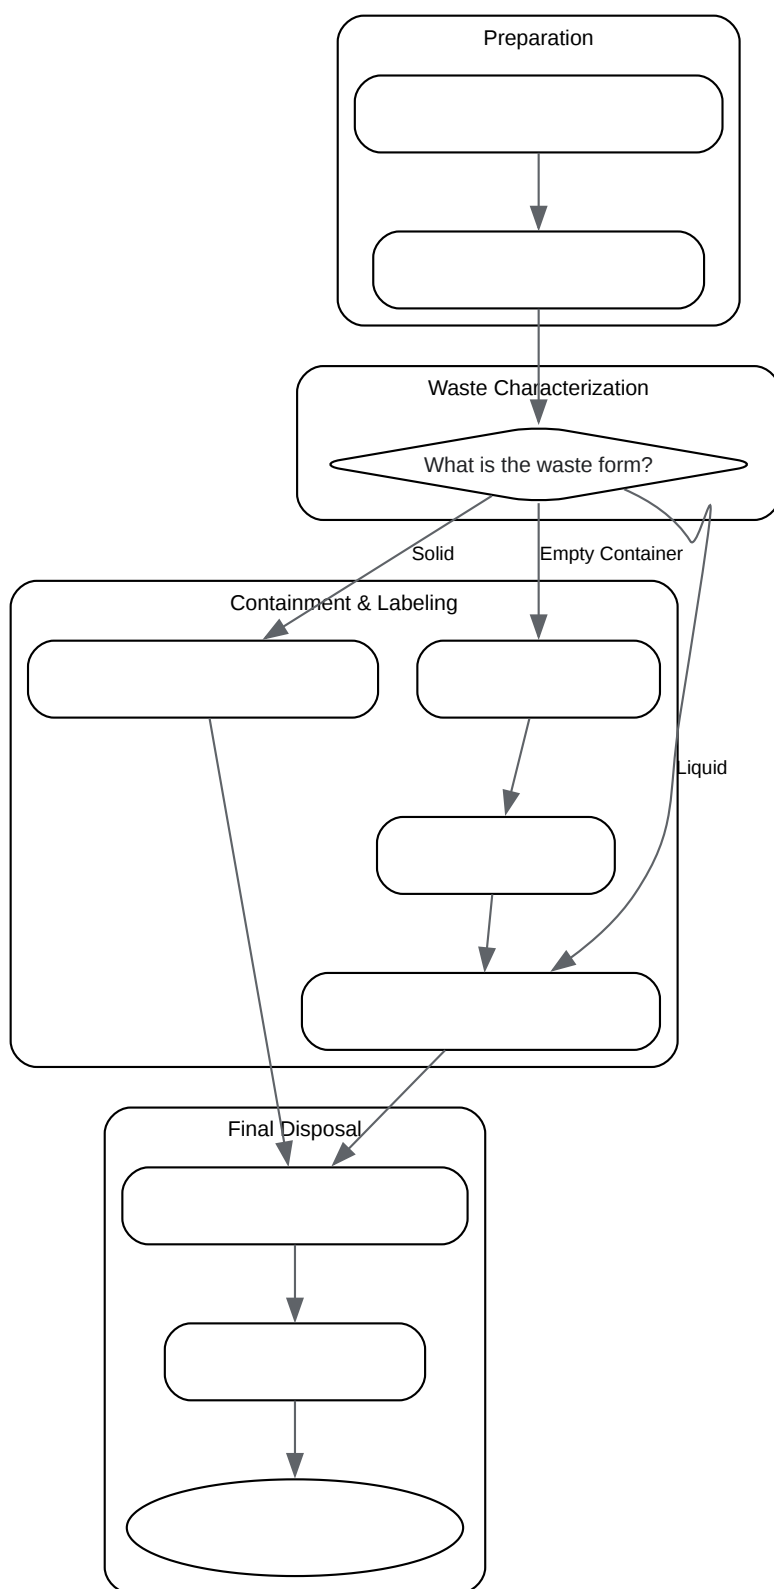 Preparation
Waste Characterization
What is the waste form?
Solid
Empty Container
Containment & Labeling
Liquid
Final Disposal